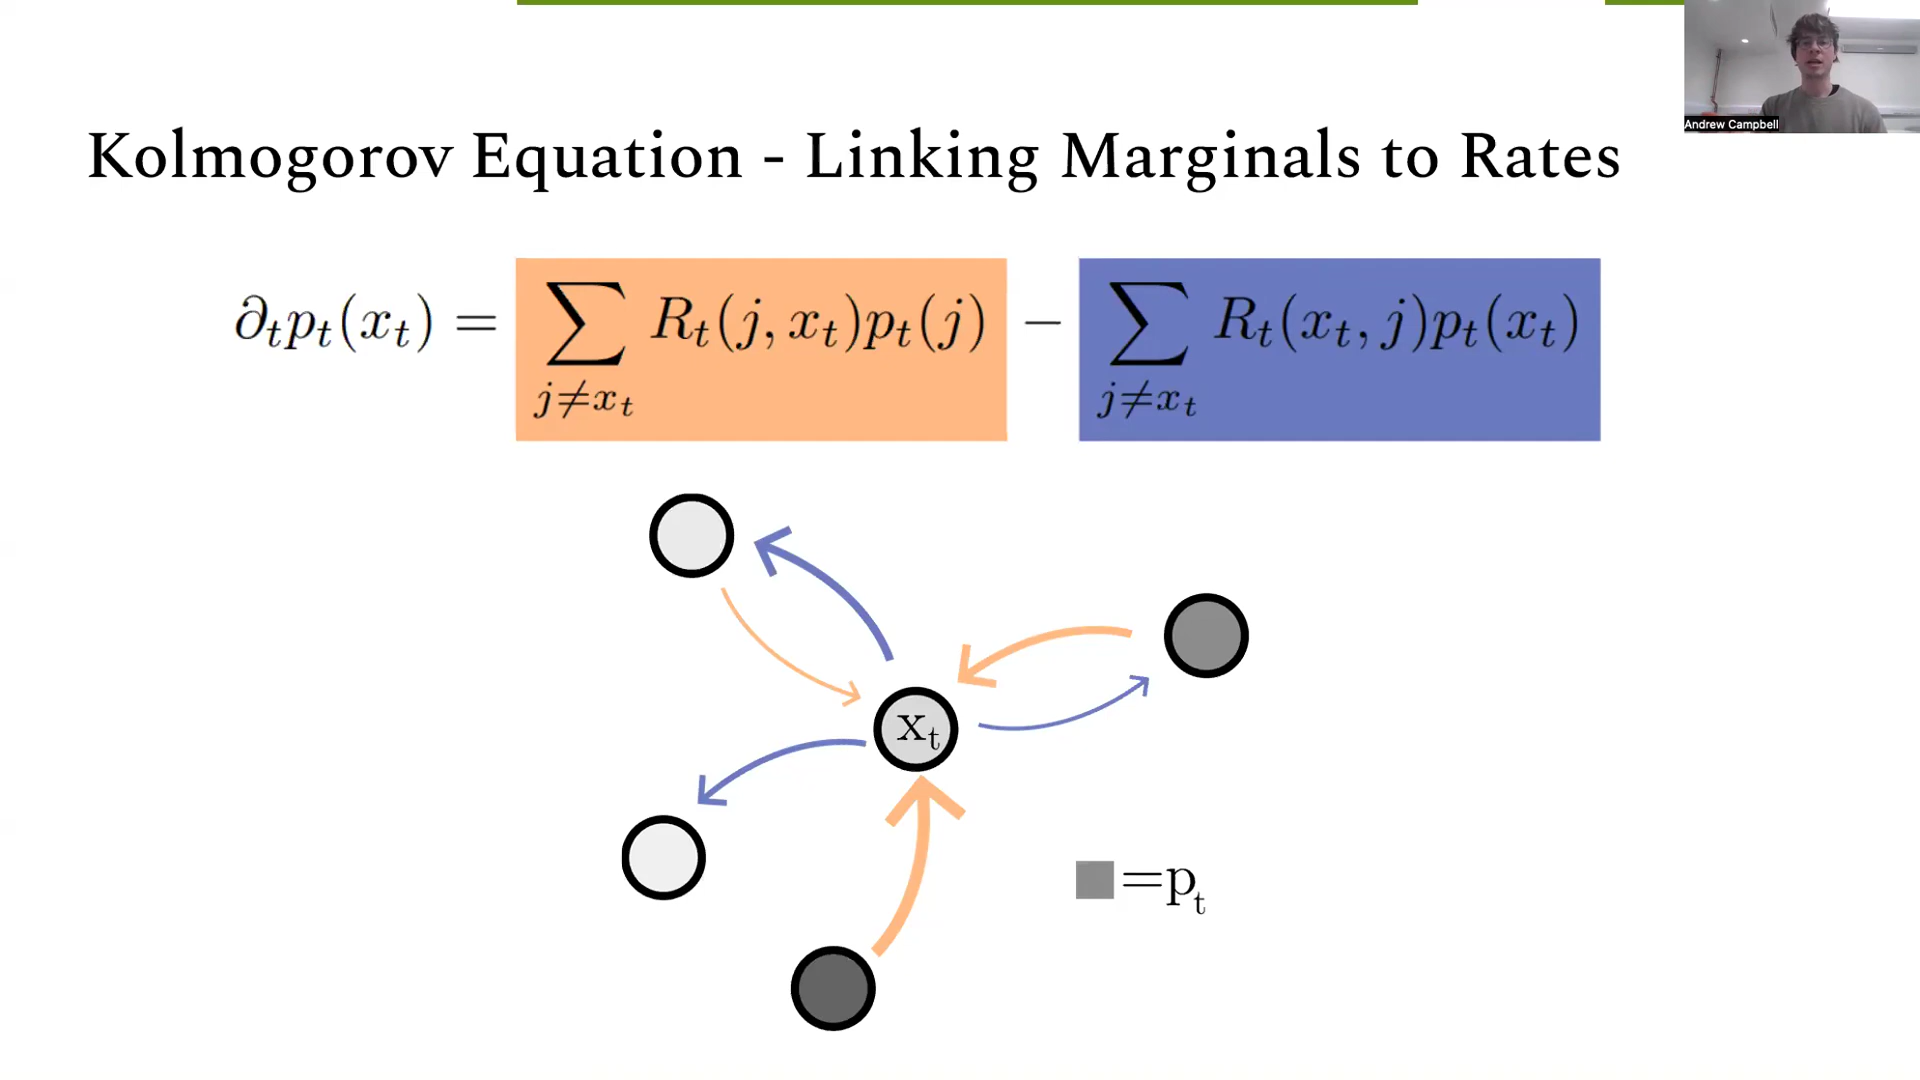 Andrew Campbell
Kolmogorov Equation - Linking Marginals to Rates
∂ₜpₜ(xₜ) = ∑_{j≠xₜ} Rₜ(j, xₜ)pₜ(j) − ∑_{j≠xₜ} Rₜ(xₜ, j)pₜ(xₜ)
xₜ
=pₜ